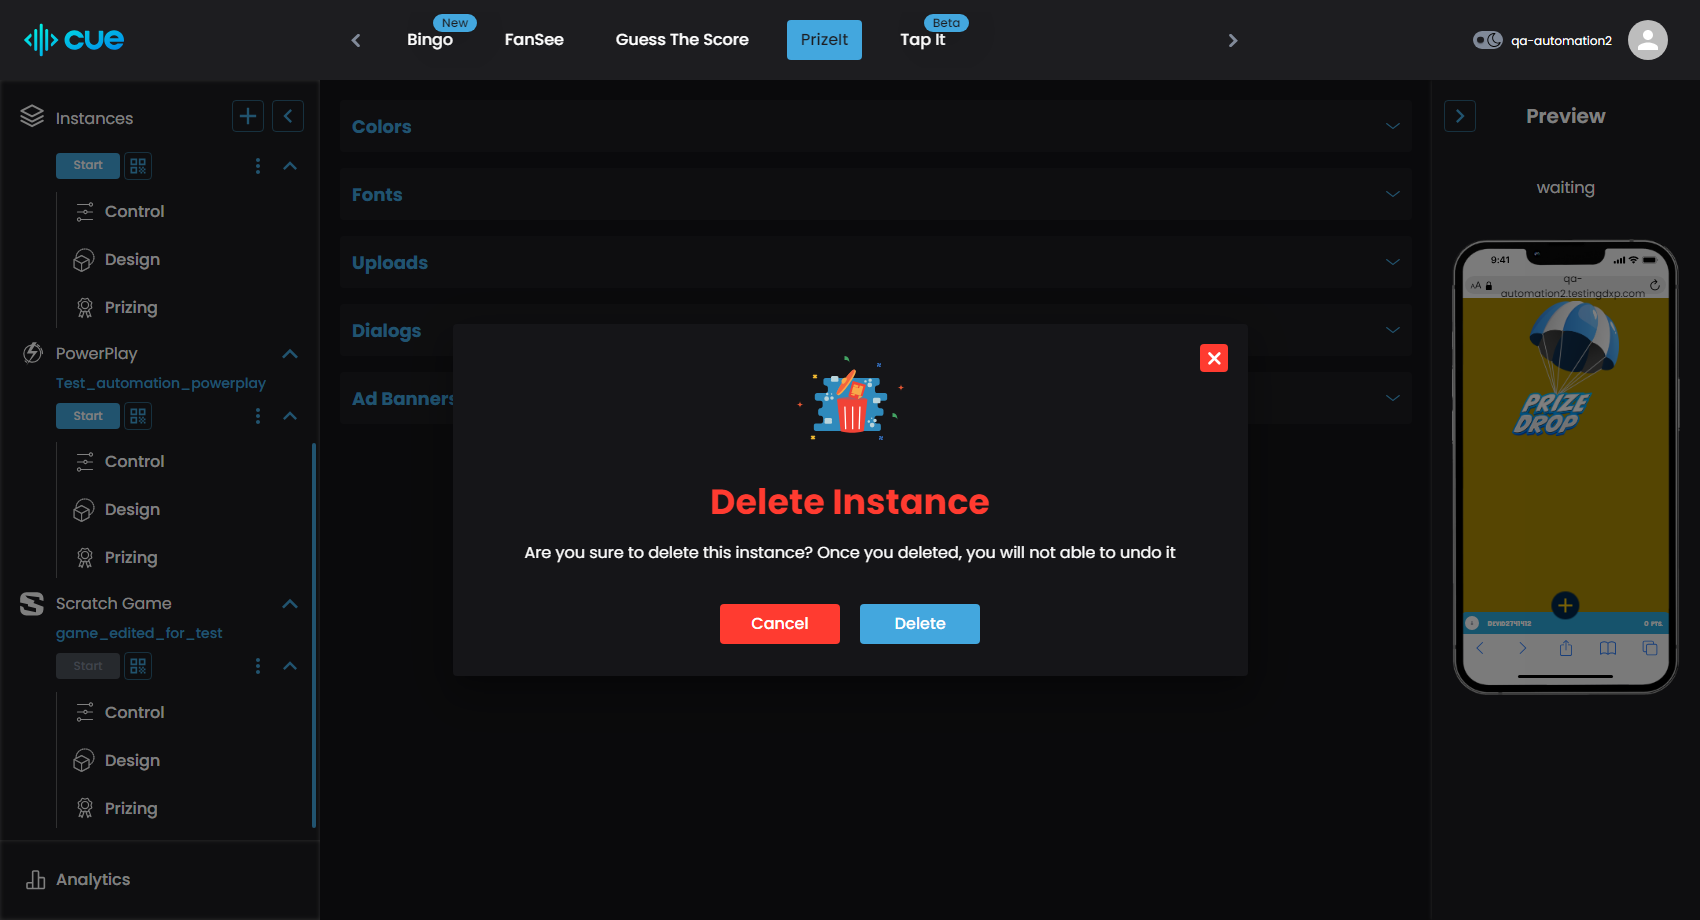 cue
Bingo
New
FanSee
Guess The Score
PrizeIt
Tap It
Beta
qa-automation2
Instances
Start
Control
Design
Prizing
PowerPlay
Test_automation_powerplay
Start
Control
Design
Prizing
Scratch Game
game_edited_for_test
Start
Control
Design
Prizing
Analytics
Colors
Fonts
Uploads
Dialogs
Ad Banners
Delete Instance
Are you sure to delete this instance? Once you deleted, you will not able to undo it
Cancel
Delete
Preview
waiting
9:41
AA
qa-
automation2.testingdxp.com
PRIZE
DROP
0 PTS.